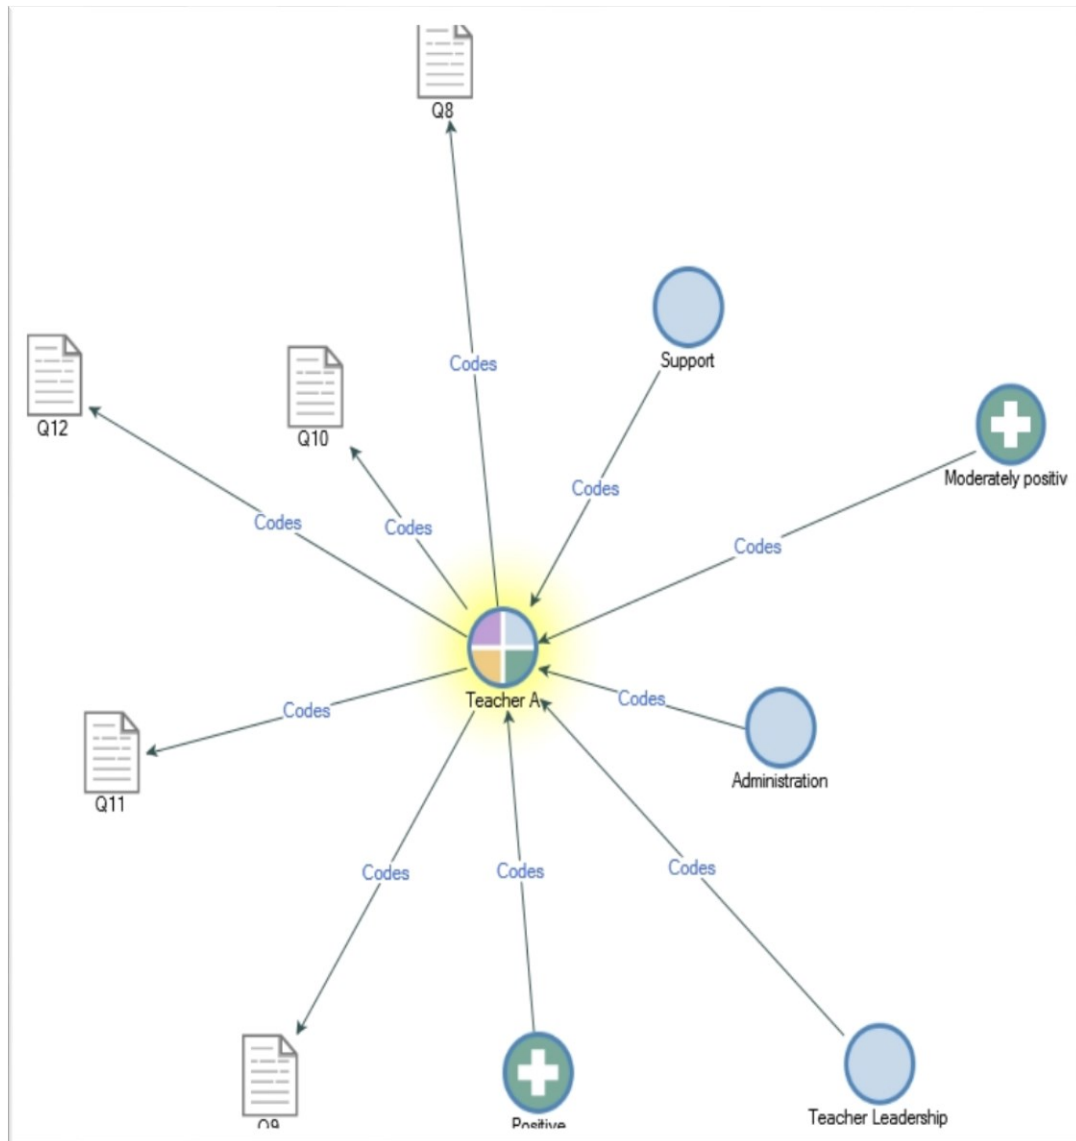 Q8
Codes
Support
Q12
Q10
Moderately positiv
Codes
Codes
Codes
Codes
Teacher A
Codes
Codes
Administration
Q11
Codes
Codes
Codes
Q9
Positive
Teacher Leadership